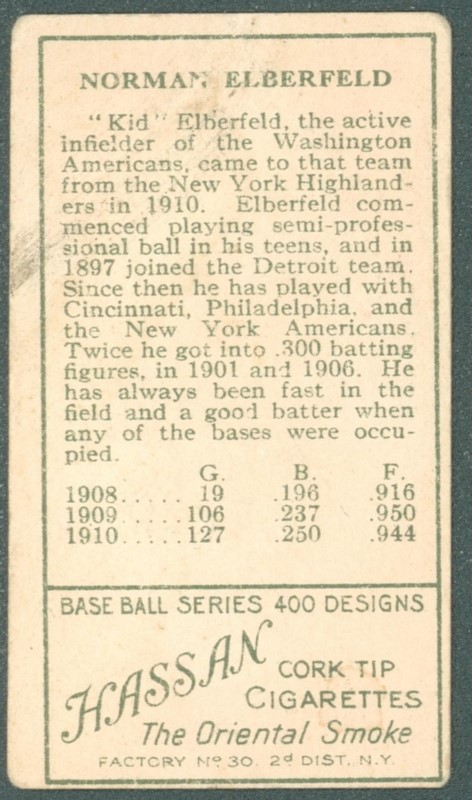 NORMAN ELBERFELD
"Kid" Elberfeld, the active
infielder of the Washington
Americans, came to that team
from the New York Highland-
ers in 1910. Elberfeld com-
menced playing semi-profes-
sional ball in his teens, and in
1897 joined the Detroit team.
Since then he has played with
Cincinnati, Philadelphia, and
the New York Americans.
Twice he got into .300 batting
figures, in 1901 and 1906. He
has always been fast in the
field and a good batter when
any of the bases were occu-
pied.
G. B. F.
1908..... 19 .196 .916
1909.....106 .237 .950
1910.....127 .250 .944
BASE BALL SERIES 400 DESIGNS
HASSAN
CORK TIP
CIGARETTES
The Oriental Smoke
FACTORY Nº 30. 2d DIST. N.Y.